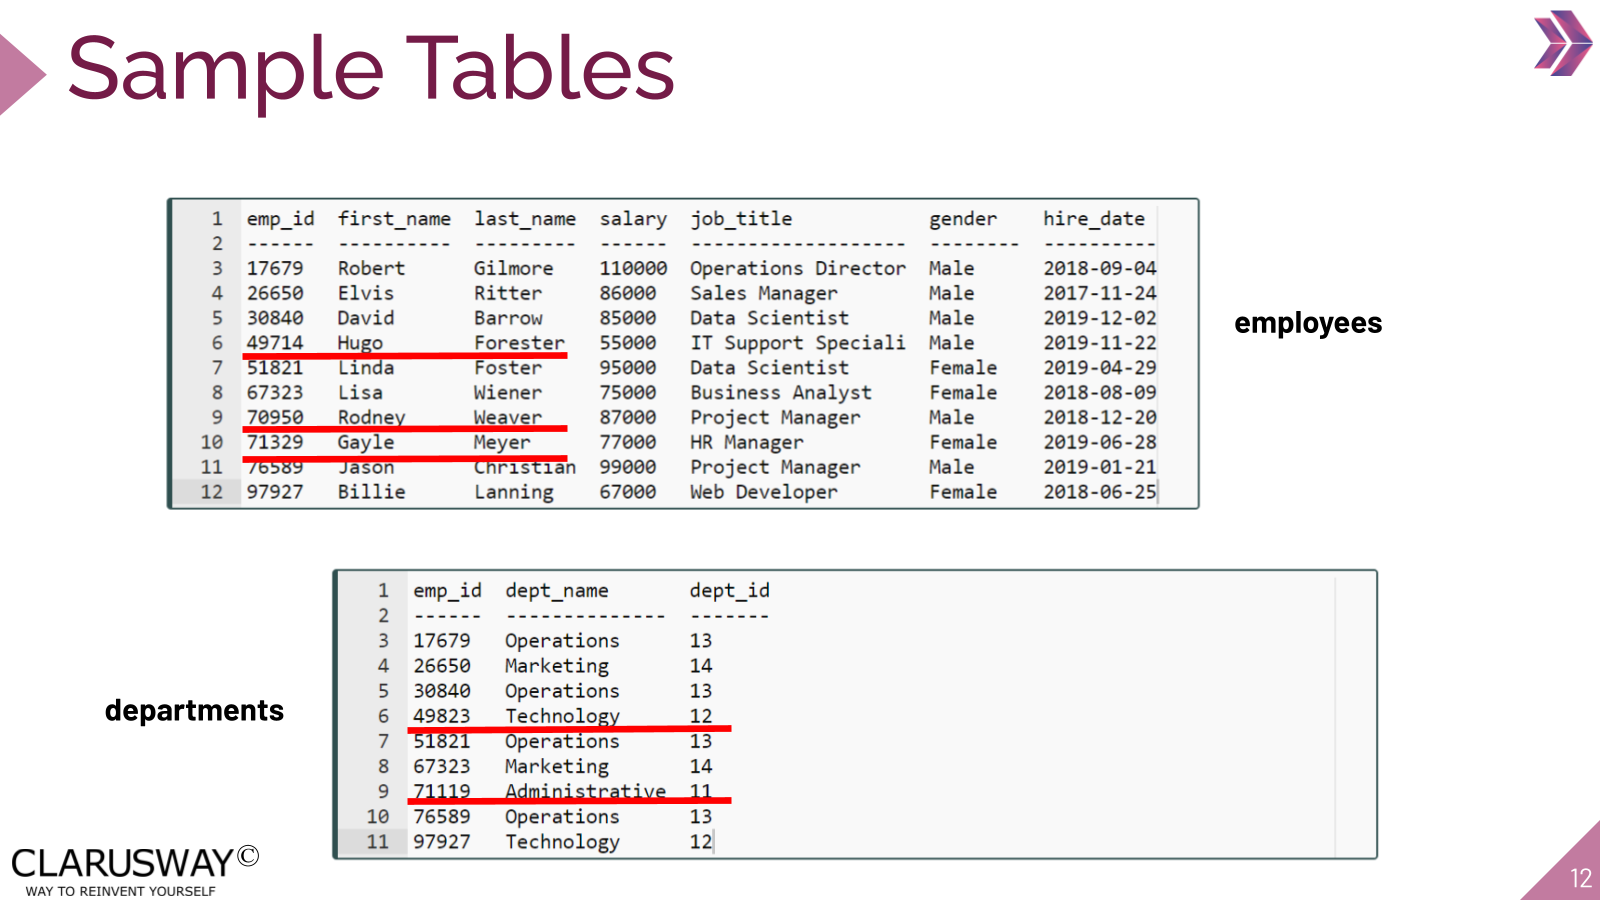 Sample Tables
1 emp_id first_name last_name salary job_title gender hire_date
2 ------ ---------- --------- ------ ------------------- -------- ----------
3 17679 Robert Gilmore 110000 Operations Director Male 2018-09-04
4 26650 Elvis Ritter 86000 Sales Manager Male 2017-11-24
5 30840 David Barrow 85000 Data Scientist Male 2019-12-02
6 49714 Hugo Forester 55000 IT Support Speciali Male 2019-11-22
7 51821 Linda Foster 95000 Data Scientist Female 2019-04-29
8 67323 Lisa Wiener 75000 Business Analyst Female 2018-08-09
9 70950 Rodney Weaver 87000 Project Manager Male 2018-12-20
10 71329 Gayle Meyer 77000 HR Manager Female 2019-06-28
11 76589 Jason Christian 99000 Project Manager Male 2019-01-21
12 97927 Billie Lanning 67000 Web Developer Female 2018-06-25
employees
1 emp_id dept_name dept_id
2 ------ -------------- -------
3 17679 Operations 13
4 26650 Marketing 14
5 30840 Operations 13
6 49823 Technology 12
7 51821 Operations 13
8 67323 Marketing 14
9 71119 Administrative 11
10 76589 Operations 13
11 97927 Technology 12
departments
CLARUSWAY©
WAY TO REINVENT YOURSELF
12